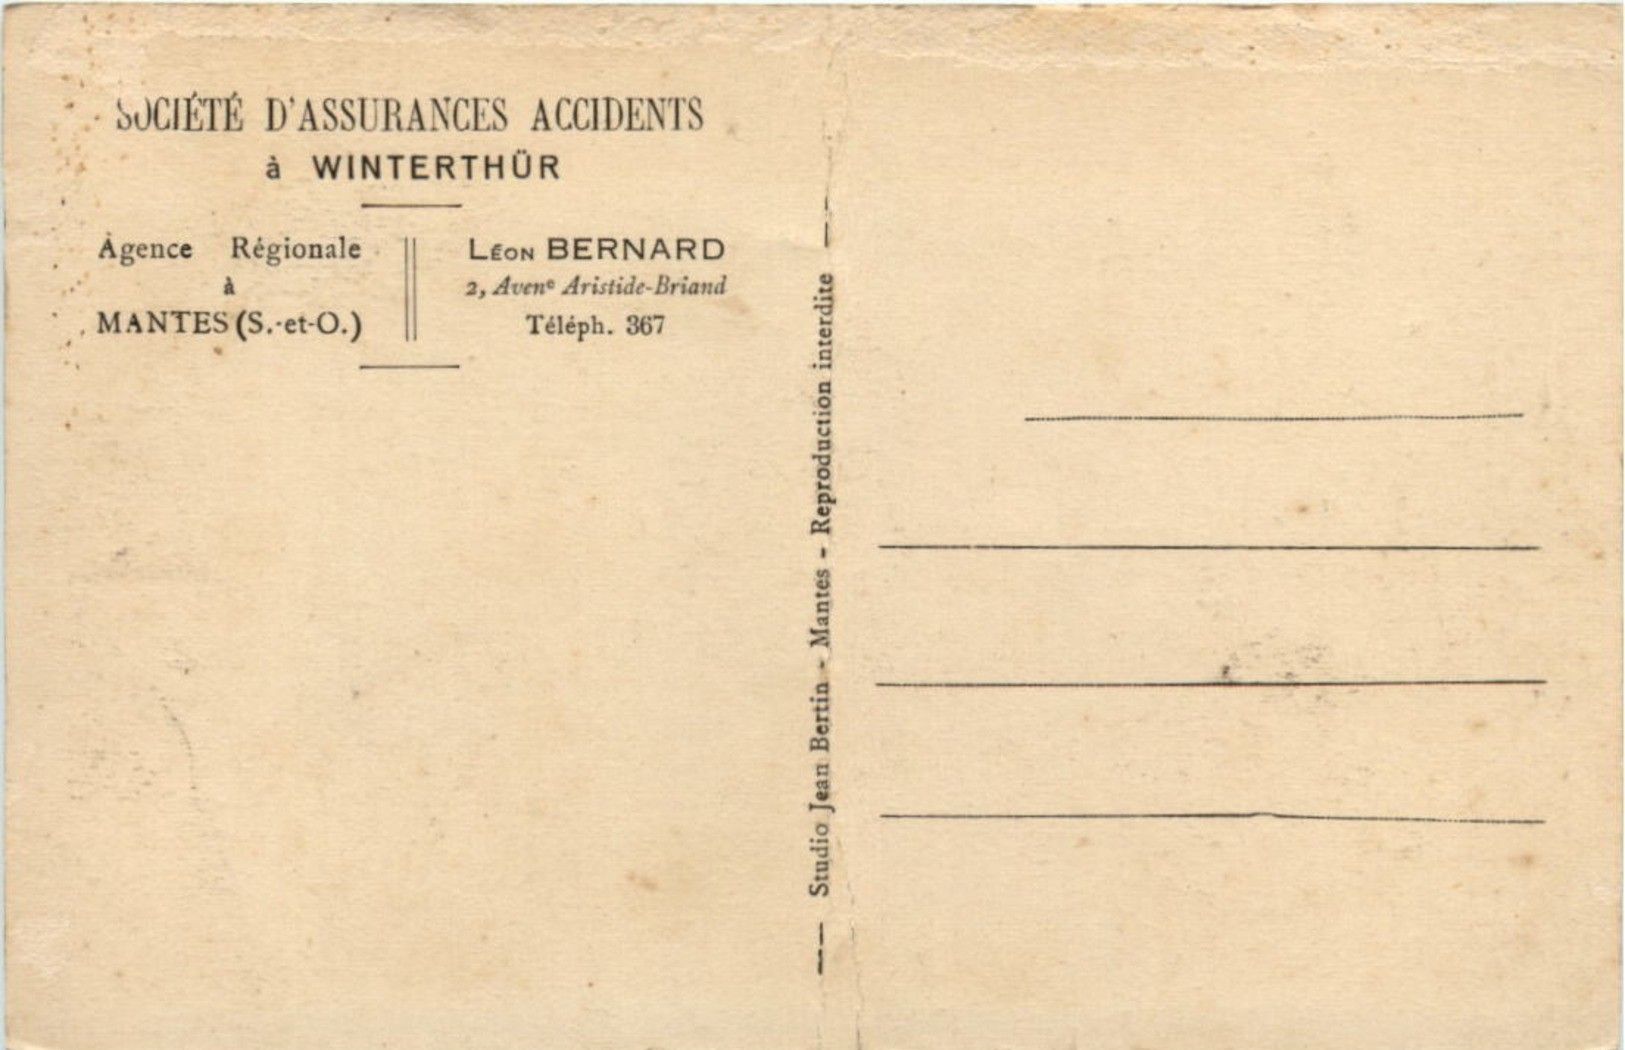 SOCIÉTÉ D'ASSURANCES ACCIDENTS
à WINTERTHÜR
Agence Régionale
à
MANTES (S.-et-O.)
LÉON BERNARD
2, Avenᵉ Aristide-Briand
Téléph. 367
Studio Jean Bertin - Mantes - Reproduction interdite